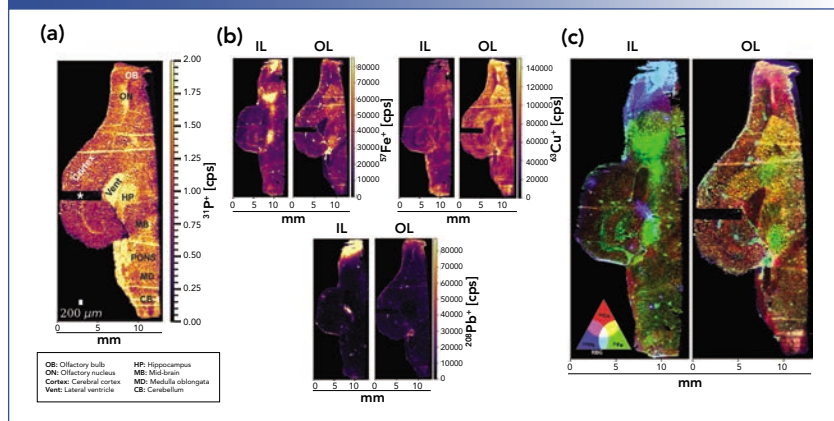 (a)
2.00
1.75
1.50
1.25
1.00
0.75
0.50
0.25
0.00
³¹P⁺ [cps]
OB
ON
Cortex
Vent
*
HP
MB
PONS
MD
CB
200 µm
0 5 10
mm
OB: Olfactory bulb
ON: Olfactory nucleus
Cortex: Cerebral cortex
Vent: Lateral ventricle
HP: Hippocampus
MB: Mid-brain
MD: Medulla oblongata
CB: Cerebellum
(b)
IL OL
80000
70000
60000
50000
40000
30000
20000
10000
0
⁵⁷Fe⁺ [cps]
0 5 10 0 5 10
mm
IL OL
140000
120000
100000
80000
60000
40000
20000
0
⁶³Cu⁺ [cps]
0 5 10 0 5 10
mm
IL OL
80000
70000
60000
50000
40000
30000
20000
10000
0
²⁰⁸Pb⁺ [cps]
0 5 10 0 5 10
mm
(c)
IL OL
0 5 10 0 5 10
mm